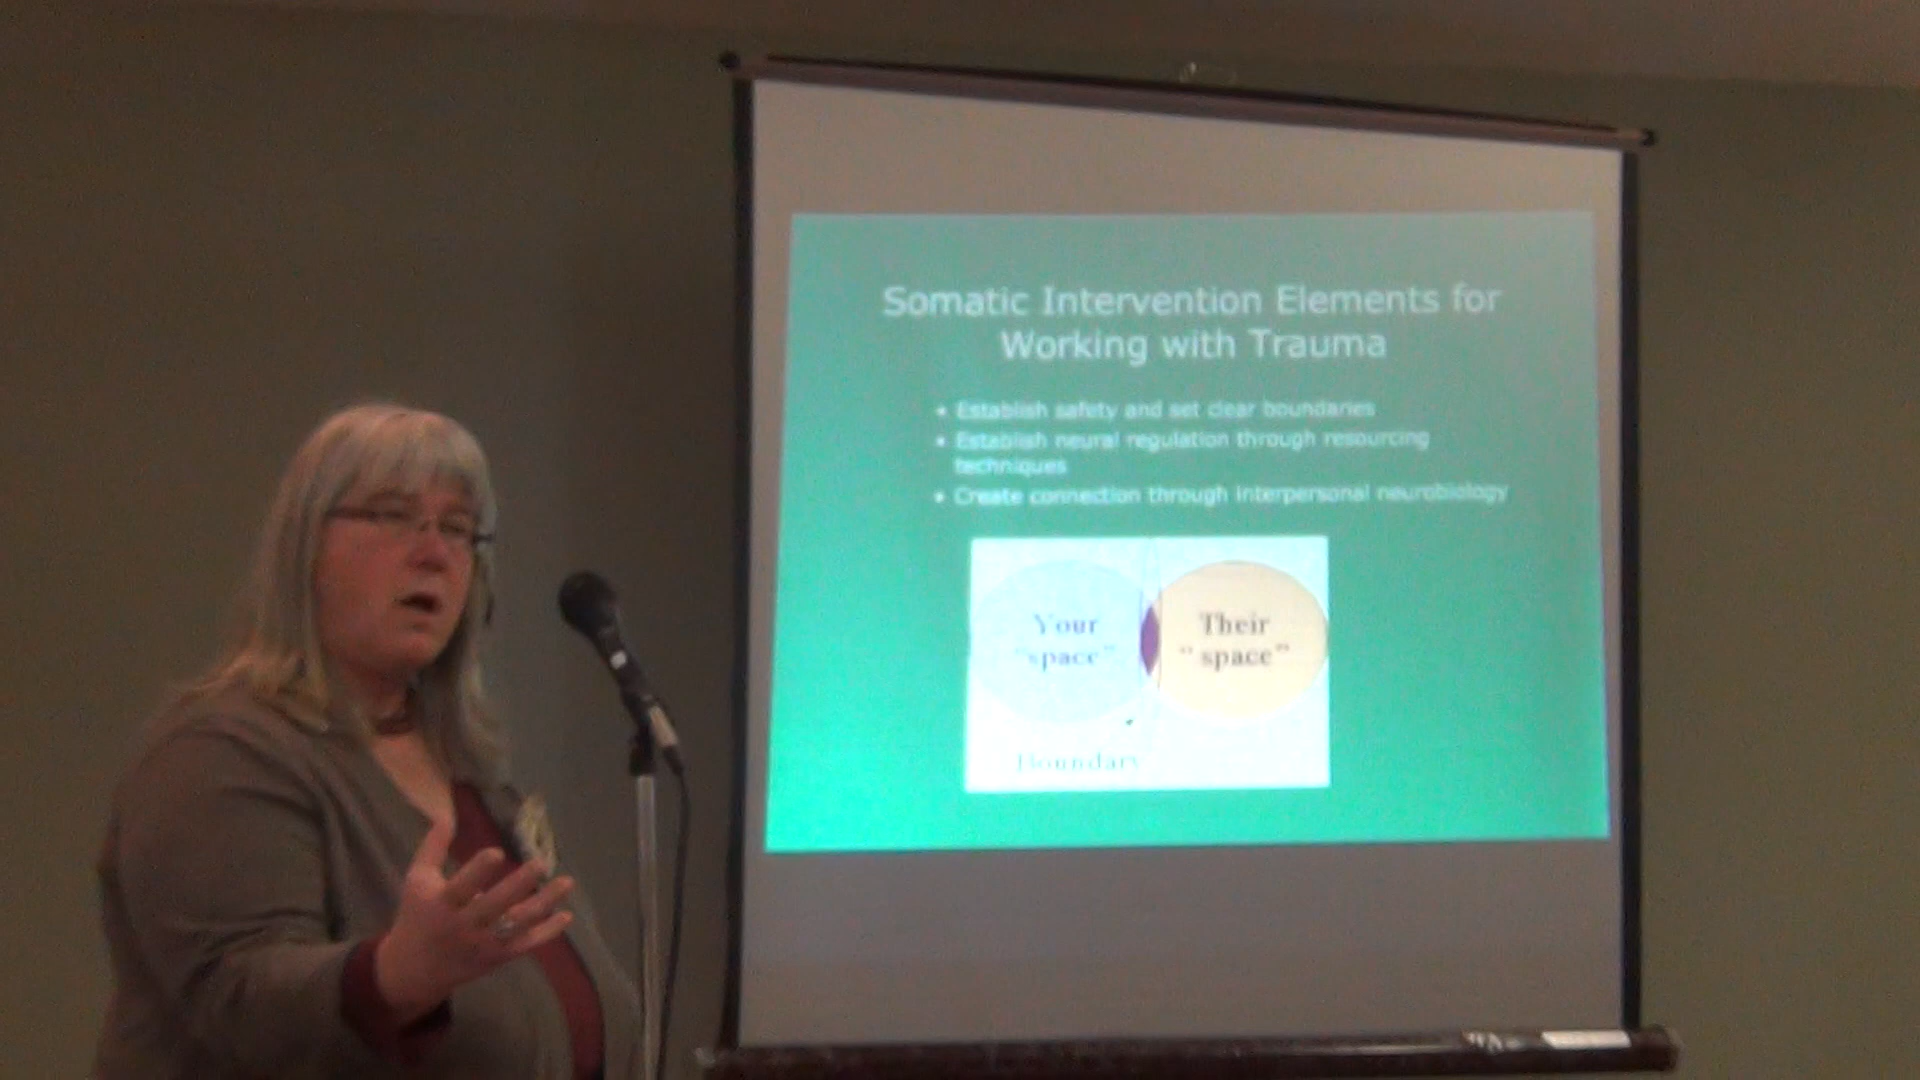 Somatic Intervention Elements for
Working with Trauma
• Establish safety and set clear boundaries
• Establish neural regulation through resourcing
techniques
• Create connection through interpersonal neurobiology
Your
"space"
Their
" space"
Boundary